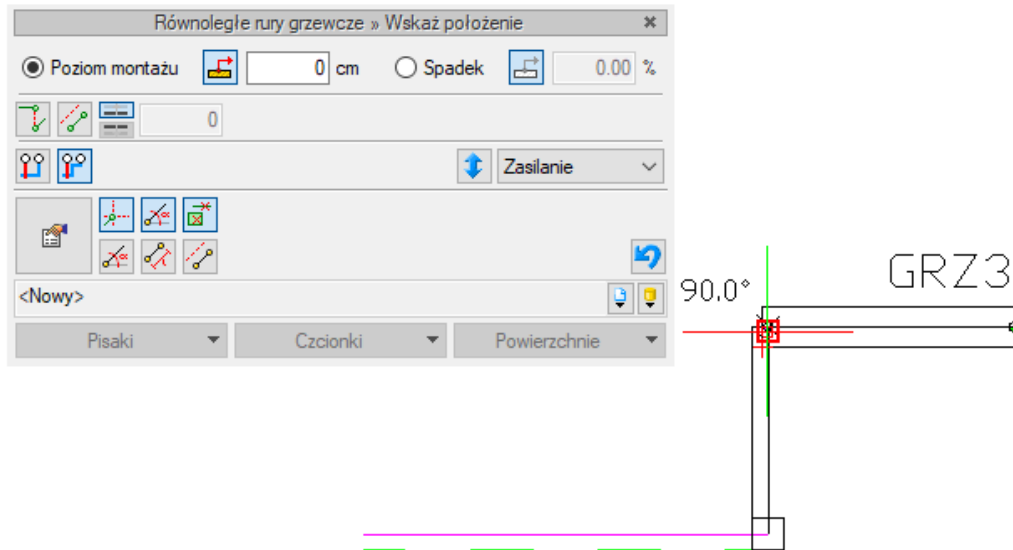 Równoległe rury grzewcze » Wskaż położenie
Poziom montażu 0 cm Spadek 0.00 %
0
Zasilanie
<Nowy>
Pisaki Czcionki Powierzchnie
90.0°
GRZ3